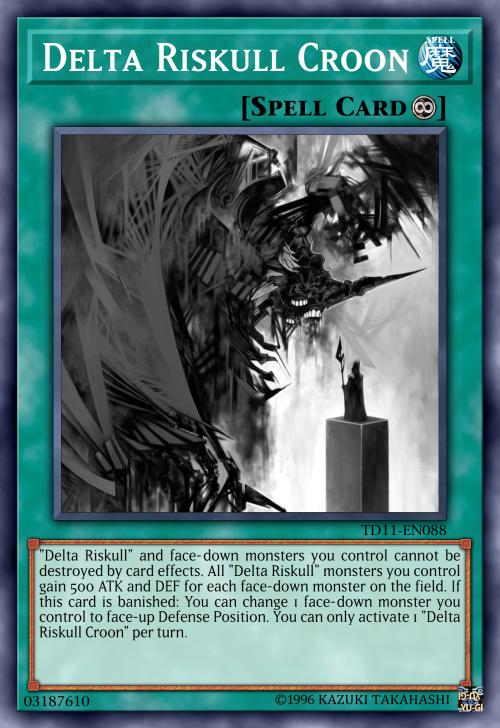 DELTA RISKULL CROON
SPELL
魔
[SPELL CARD]
TD11-EN088
"Delta Riskull" and face-down monsters you control cannot be
destroyed by card effects. All "Delta Riskull" monsters you control
gain 500 ATK and DEF for each face-down monster on the field. If
this card is banished: You can change 1 face-down monster you
control to face-up Defense Position. You can only activate 1 "Delta
Riskull Croon" per turn.
03187610
©1996 KAZUKI TAKAHASHI